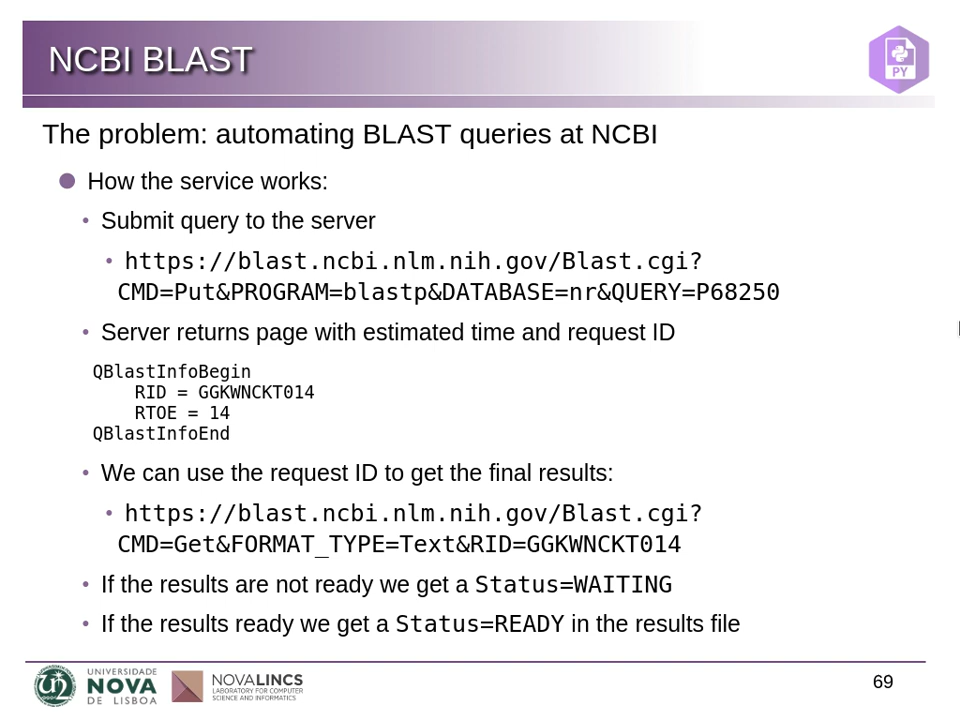 NCBI BLAST
PY
The problem: automating BLAST queries at NCBI
How the service works:
Submit query to the server
https://blast.ncbi.nlm.nih.gov/Blast.cgi?
CMD=Put&PROGRAM=blastp&DATABASE=nr&QUERY=P68250
Server returns page with estimated time and request ID
QBlastInfoBegin
RID = GGKWNCKT014
RTOE = 14
QBlastInfoEnd
We can use the request ID to get the final results:
https://blast.ncbi.nlm.nih.gov/Blast.cgi?
CMD=Get&FORMAT_TYPE=Text&RID=GGKWNCKT014
If the results are not ready we get a Status=WAITING
If the results ready we get a Status=READY in the results file
UNIVERSIDADE
NOVA
DE LISBOA
NOVALINCS
LABORATORY FOR COMPUTER
SCIENCE AND INFORMATICS
69